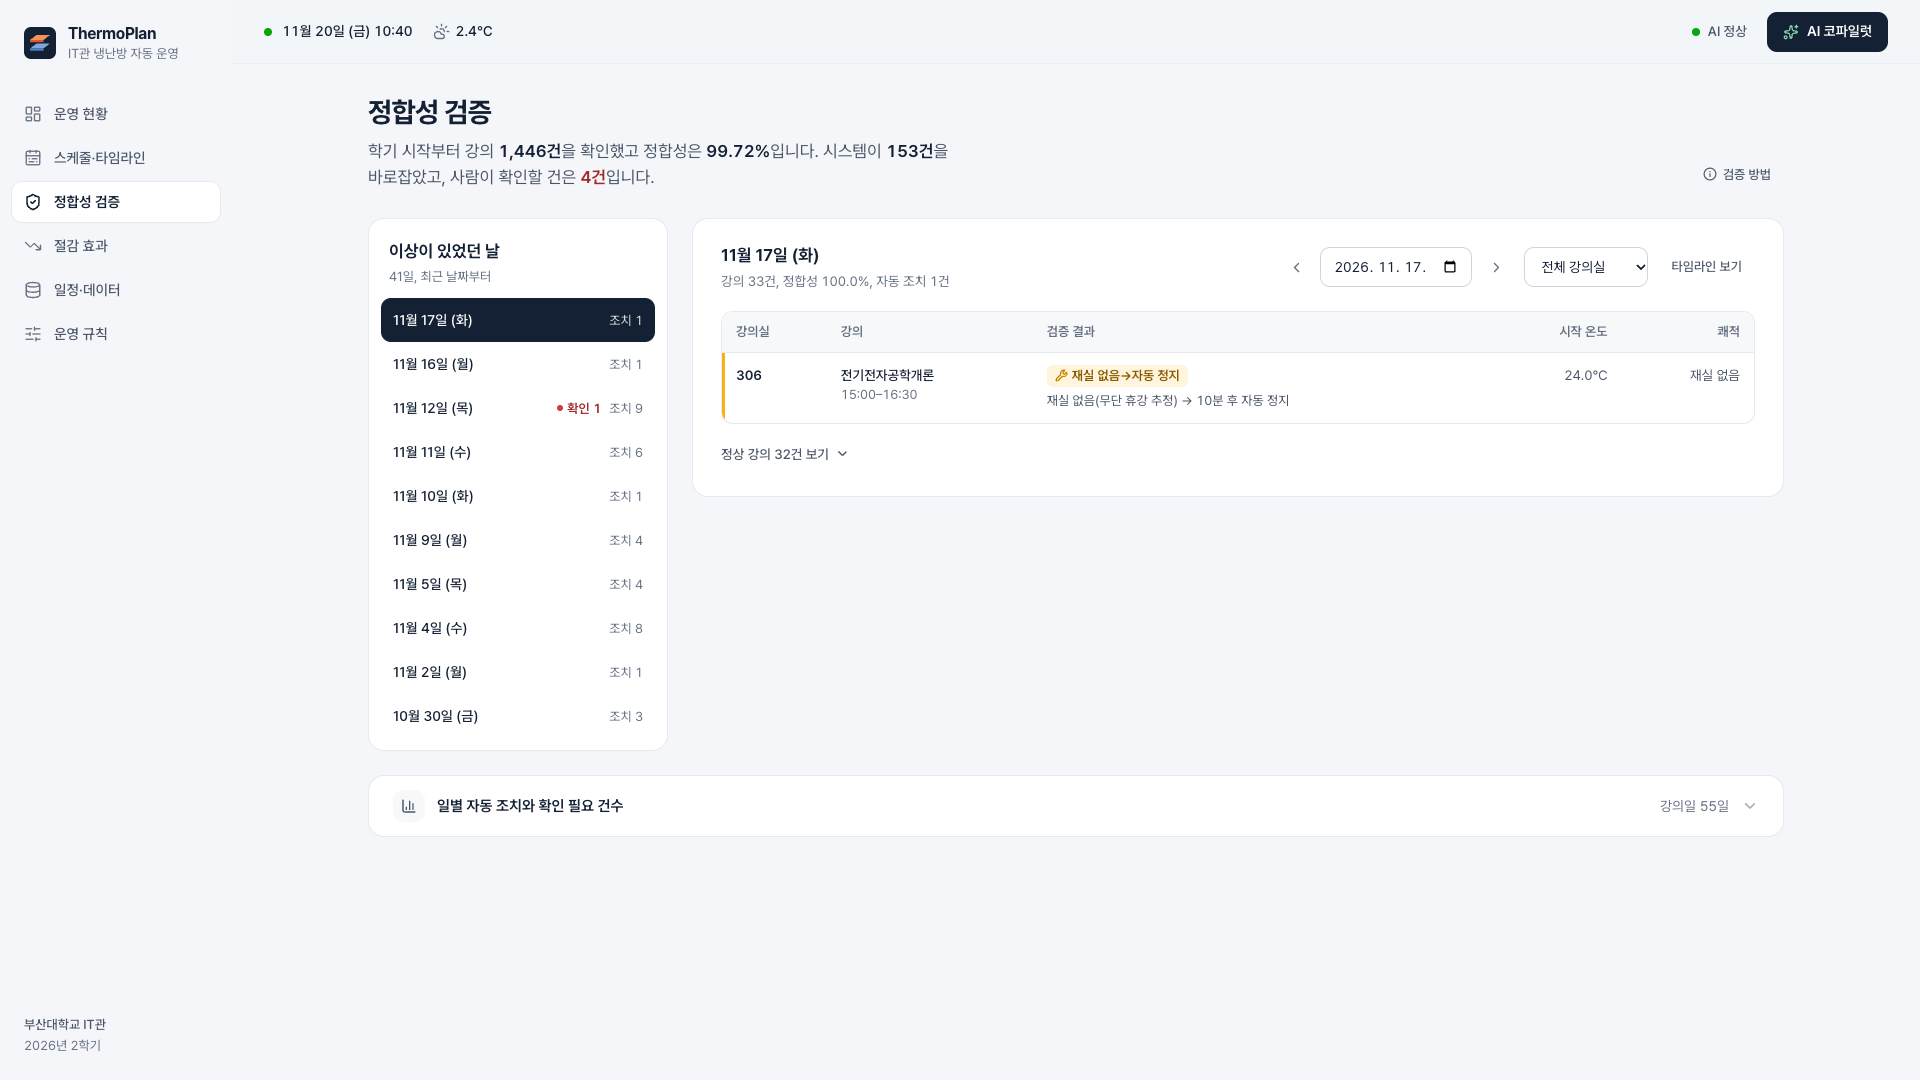 ThermoPlan
IT관 냉난방 자동 운영
운영 현황
스케줄·타임라인
정합성 검증
절감 효과
일정·데이터
운영 규칙
부산대학교 IT관
2026년 2학기
11월 20일 (금) 10:40
2.4°C
AI 정상
AI 코파일럿
정합성 검증
학기 시작부터 강의 1,446건을 확인했고 정합성은 99.72%입니다. 시스템이 153건을
바로잡았고, 사람이 확인할 건은 4건입니다.
검증 방법
이상이 있었던 날
41일, 최근 날짜부터
11월 17일 (화) 조치 1
11월 16일 (월) 조치 1
11월 12일 (목) 확인 1 조치 9
11월 11일 (수) 조치 6
11월 10일 (화) 조치 1
11월 9일 (월) 조치 4
11월 5일 (목) 조치 4
11월 4일 (수) 조치 8
11월 2일 (월) 조치 1
10월 30일 (금) 조치 3
11월 17일 (화)
강의 33건, 정합성 100.0%, 자동 조치 1건
2026. 11. 17.
전체 강의실
타임라인 보기
강의실 강의 검증 결과 시작 온도 쾌적
306 전기전자공학개론 재실 없음→자동 정지 24.0°C 재실 없음
15:00–16:30 재실 없음(무단 휴강 추정) → 10분 후 자동 정지
정상 강의 32건 보기
일별 자동 조치와 확인 필요 건수
강의일 55일